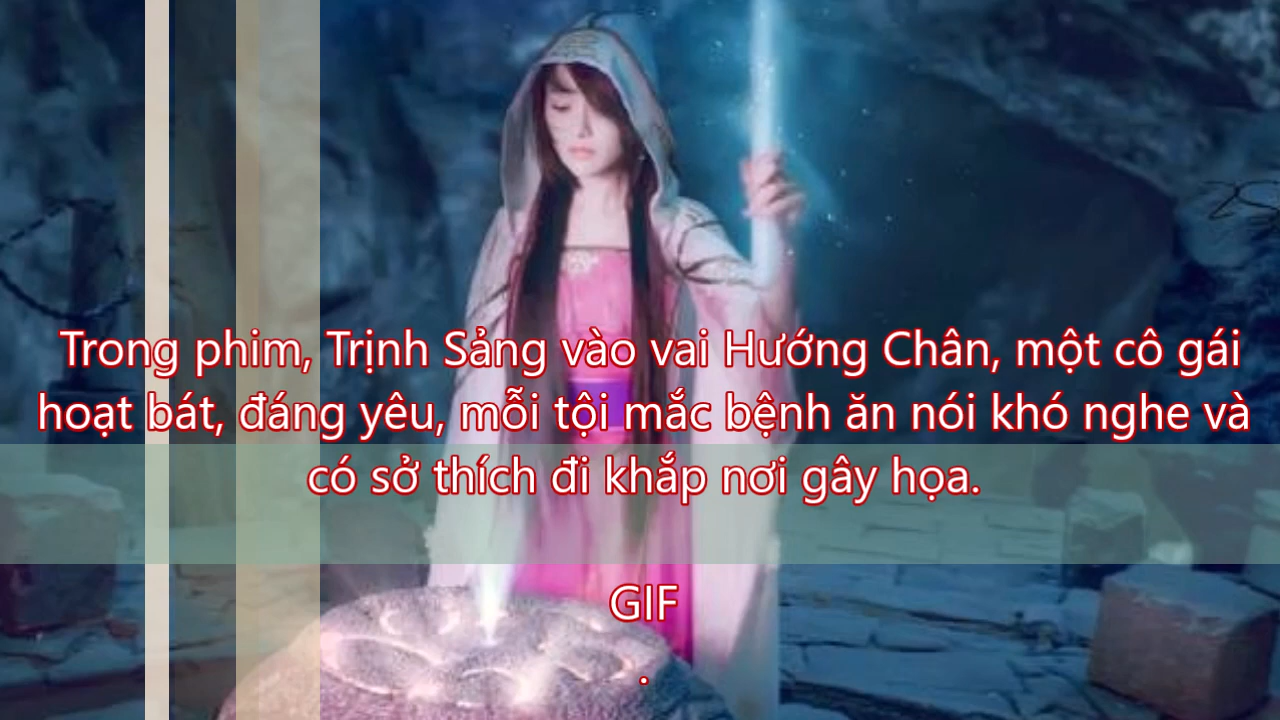 Trong phim, Trịnh Sảng vào vai Hướng Chân, một cô gái
hoạt bát, đáng yêu, mỗi tội mắc bệnh ăn nói khó nghe và
có sở thích đi khắp nơi gây họa.
GIF
.